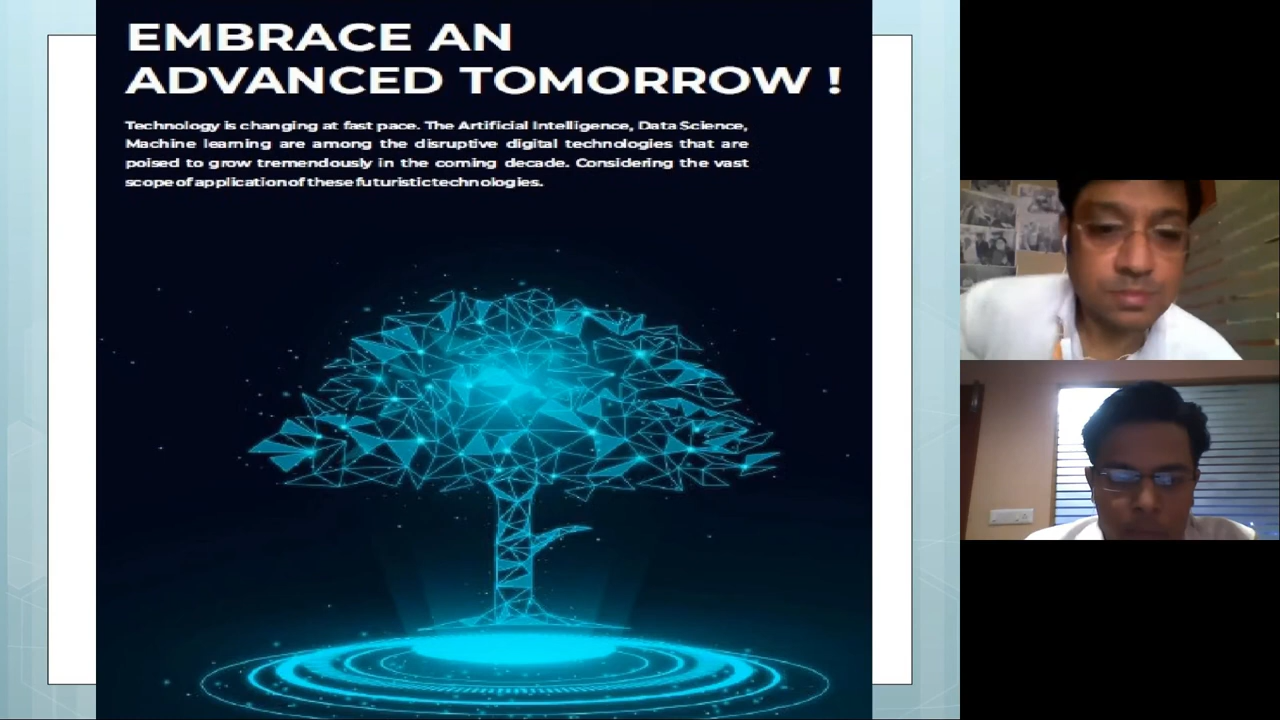 EMBRACE AN
ADVANCED TOMORROW !
Technology is changing at fast pace. The Artificial Intelligence, Data Science,
Machine learning are among the disruptive digital technologies that are
poised to grow tremendously in the coming decade. Considering the vast
scope of application of these futuristic technologies.